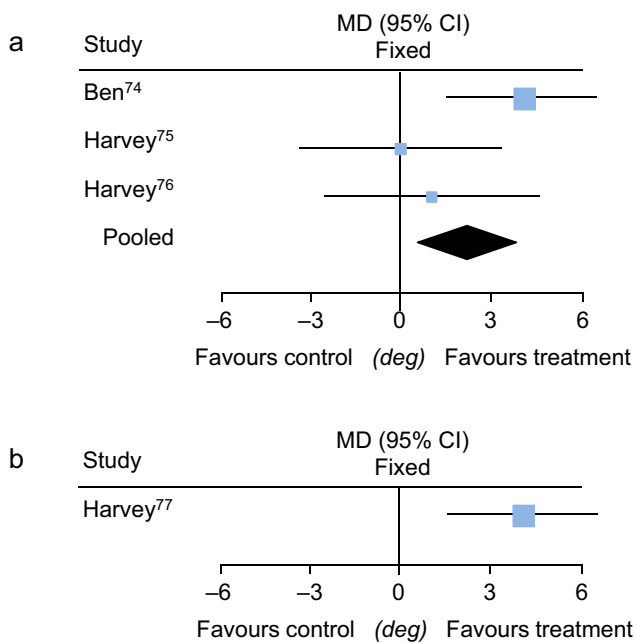 a
MD (95% CI)
Study Fixed
Ben74
Harvey75
Harvey76
Pooled
–6 –3 0 3 6
Favours control (deg) Favours treatment
b
MD (95% CI)
Study Fixed
Harvey77
–6 –3 0 3 6
Favours control (deg) Favours treatment